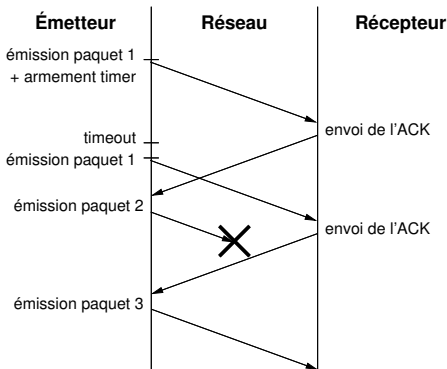 Émetteur
Réseau
Récepteur
émission paquet 1
+ armement timer
envoi de l'ACK
timeout
émission paquet 1
émission paquet 2
envoi de l'ACK
émission paquet 3